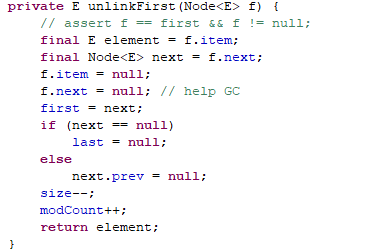 private E unlinkFirst(Node<E> f) {
    // assert f == first && f != null;
    final E element = f.item;
    final Node<E> next = f.next;
    f.item = null;
    f.next = null; // help GC
    first = next;
    if (next == null)
        last = null;
    else
        next.prev = null;
    size--;
    modCount++;
    return element;
}